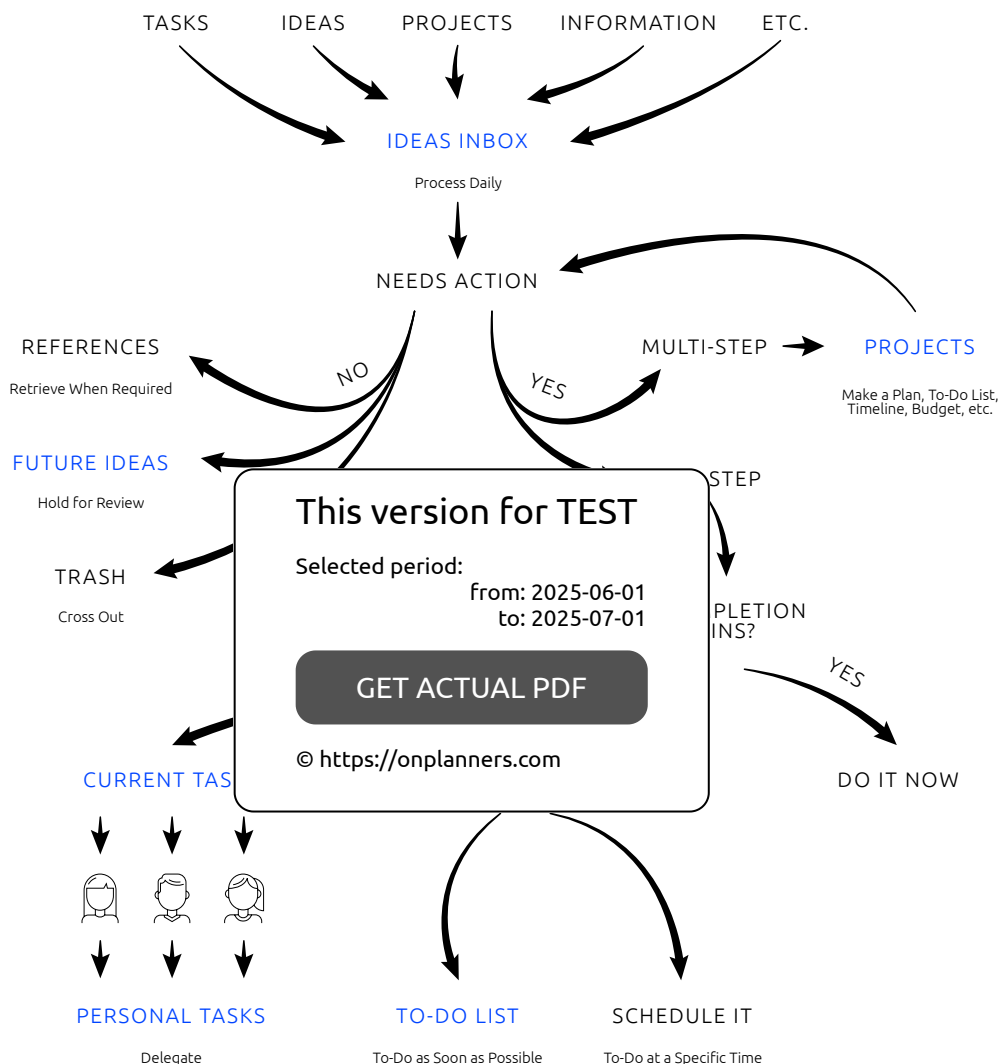 TASKS
IDEAS
PROJECTS
INFORMATION
ETC.
IDEAS INBOX
Process Daily
NEEDS ACTION
REFERENCES
Retrieve When Required
NO
YES
MULTI-STEP
PROJECTS
Make a Plan, To-Do List,
Timeline, Budget, etc.
FUTURE IDEAS
Hold for Review
STEP
TRASH
Cross Out
This version for TEST
Selected period:
from: 2025-06-01
to: 2025-07-01
GET ACTUAL PDF
© https://onplanners.com
YES
CURRENT
DO IT NOW
PERSONAL TASKS
Delegate
TO-DO LIST
To-Do as Soon as Possible
SCHEDULE IT
To-Do at a Specific Time